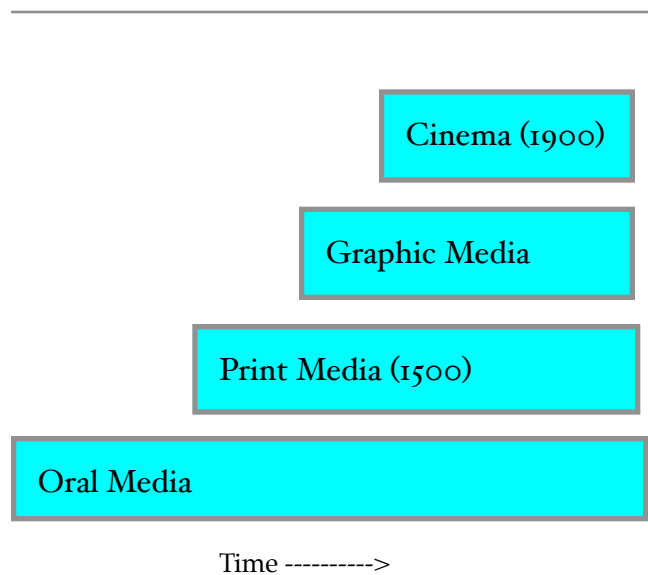 Cinema (1900)
Graphic Media
Print Media (1500)
Oral Media
Time ---------->